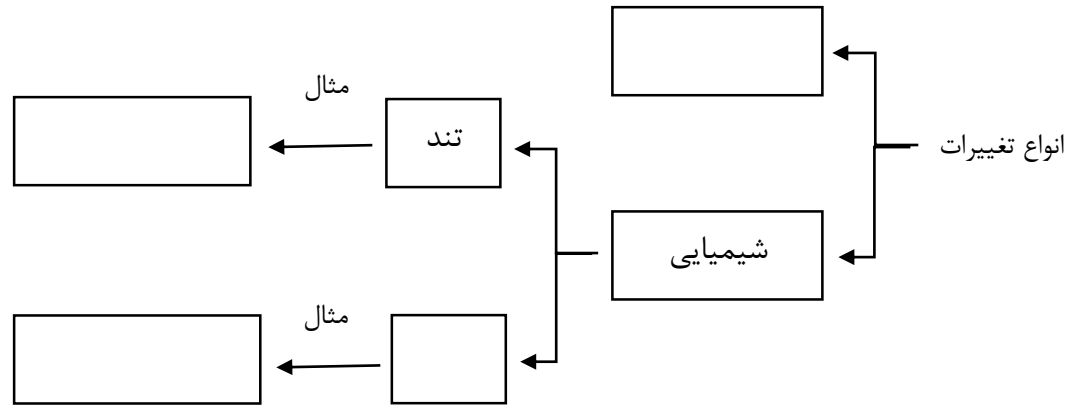 انواع تغییرات
شیمیایی
تند
مثال
مثال